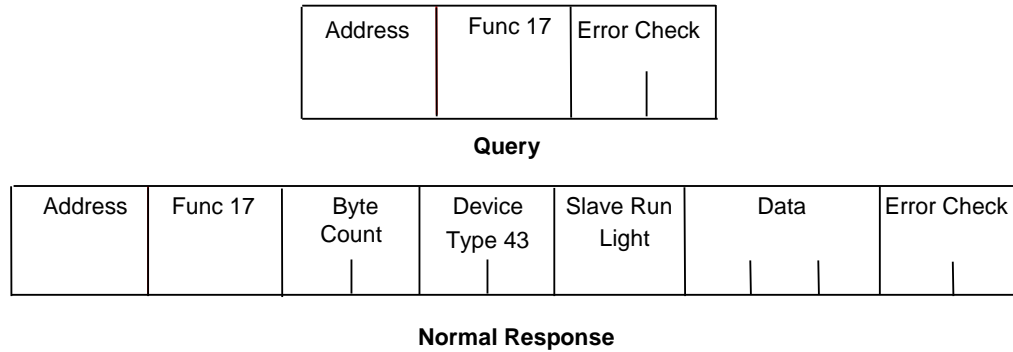 Address Func 17 Error Check
Query
Address Func 17 Byte Count Device Type 43 Slave Run Light Data Error Check
Normal Response